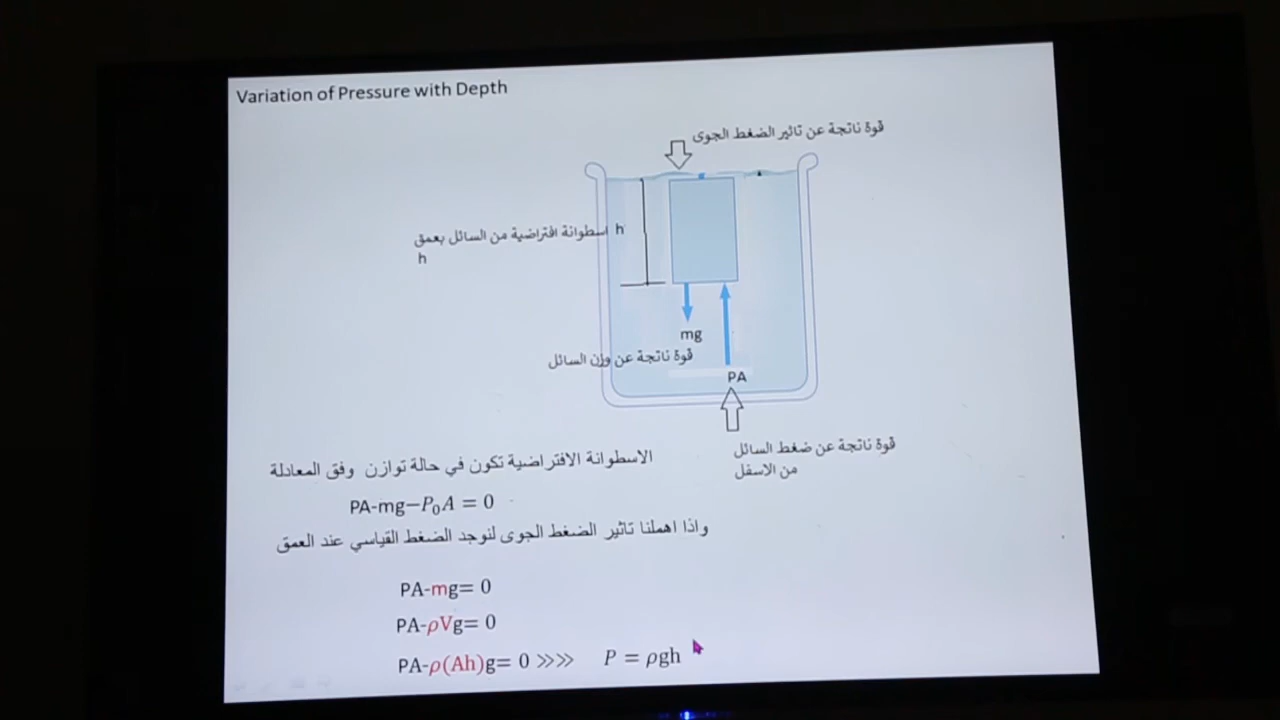 Variation of Pressure with Depth
قوة ناتجة عن تاثير الضغط الجوى
اسطوانة افتراضية من السائل بعمق
h
h
mg
قوة ناتجة عن وزن السائل
PA
قوة ناتجة عن ضغط السائل
من الاسفل
الاسطوانة الافتراضية تكون في حالة توازن وفق المعادلة
PA-mg−P₀A = 0
واذا اهملنا تاثير الضغط الجوى لنوجد الضغط القياسي عند العمق
PA-mg= 0
PA-ρVg= 0
PA-ρ(Ah)g= 0 ⋙ P = ρgh